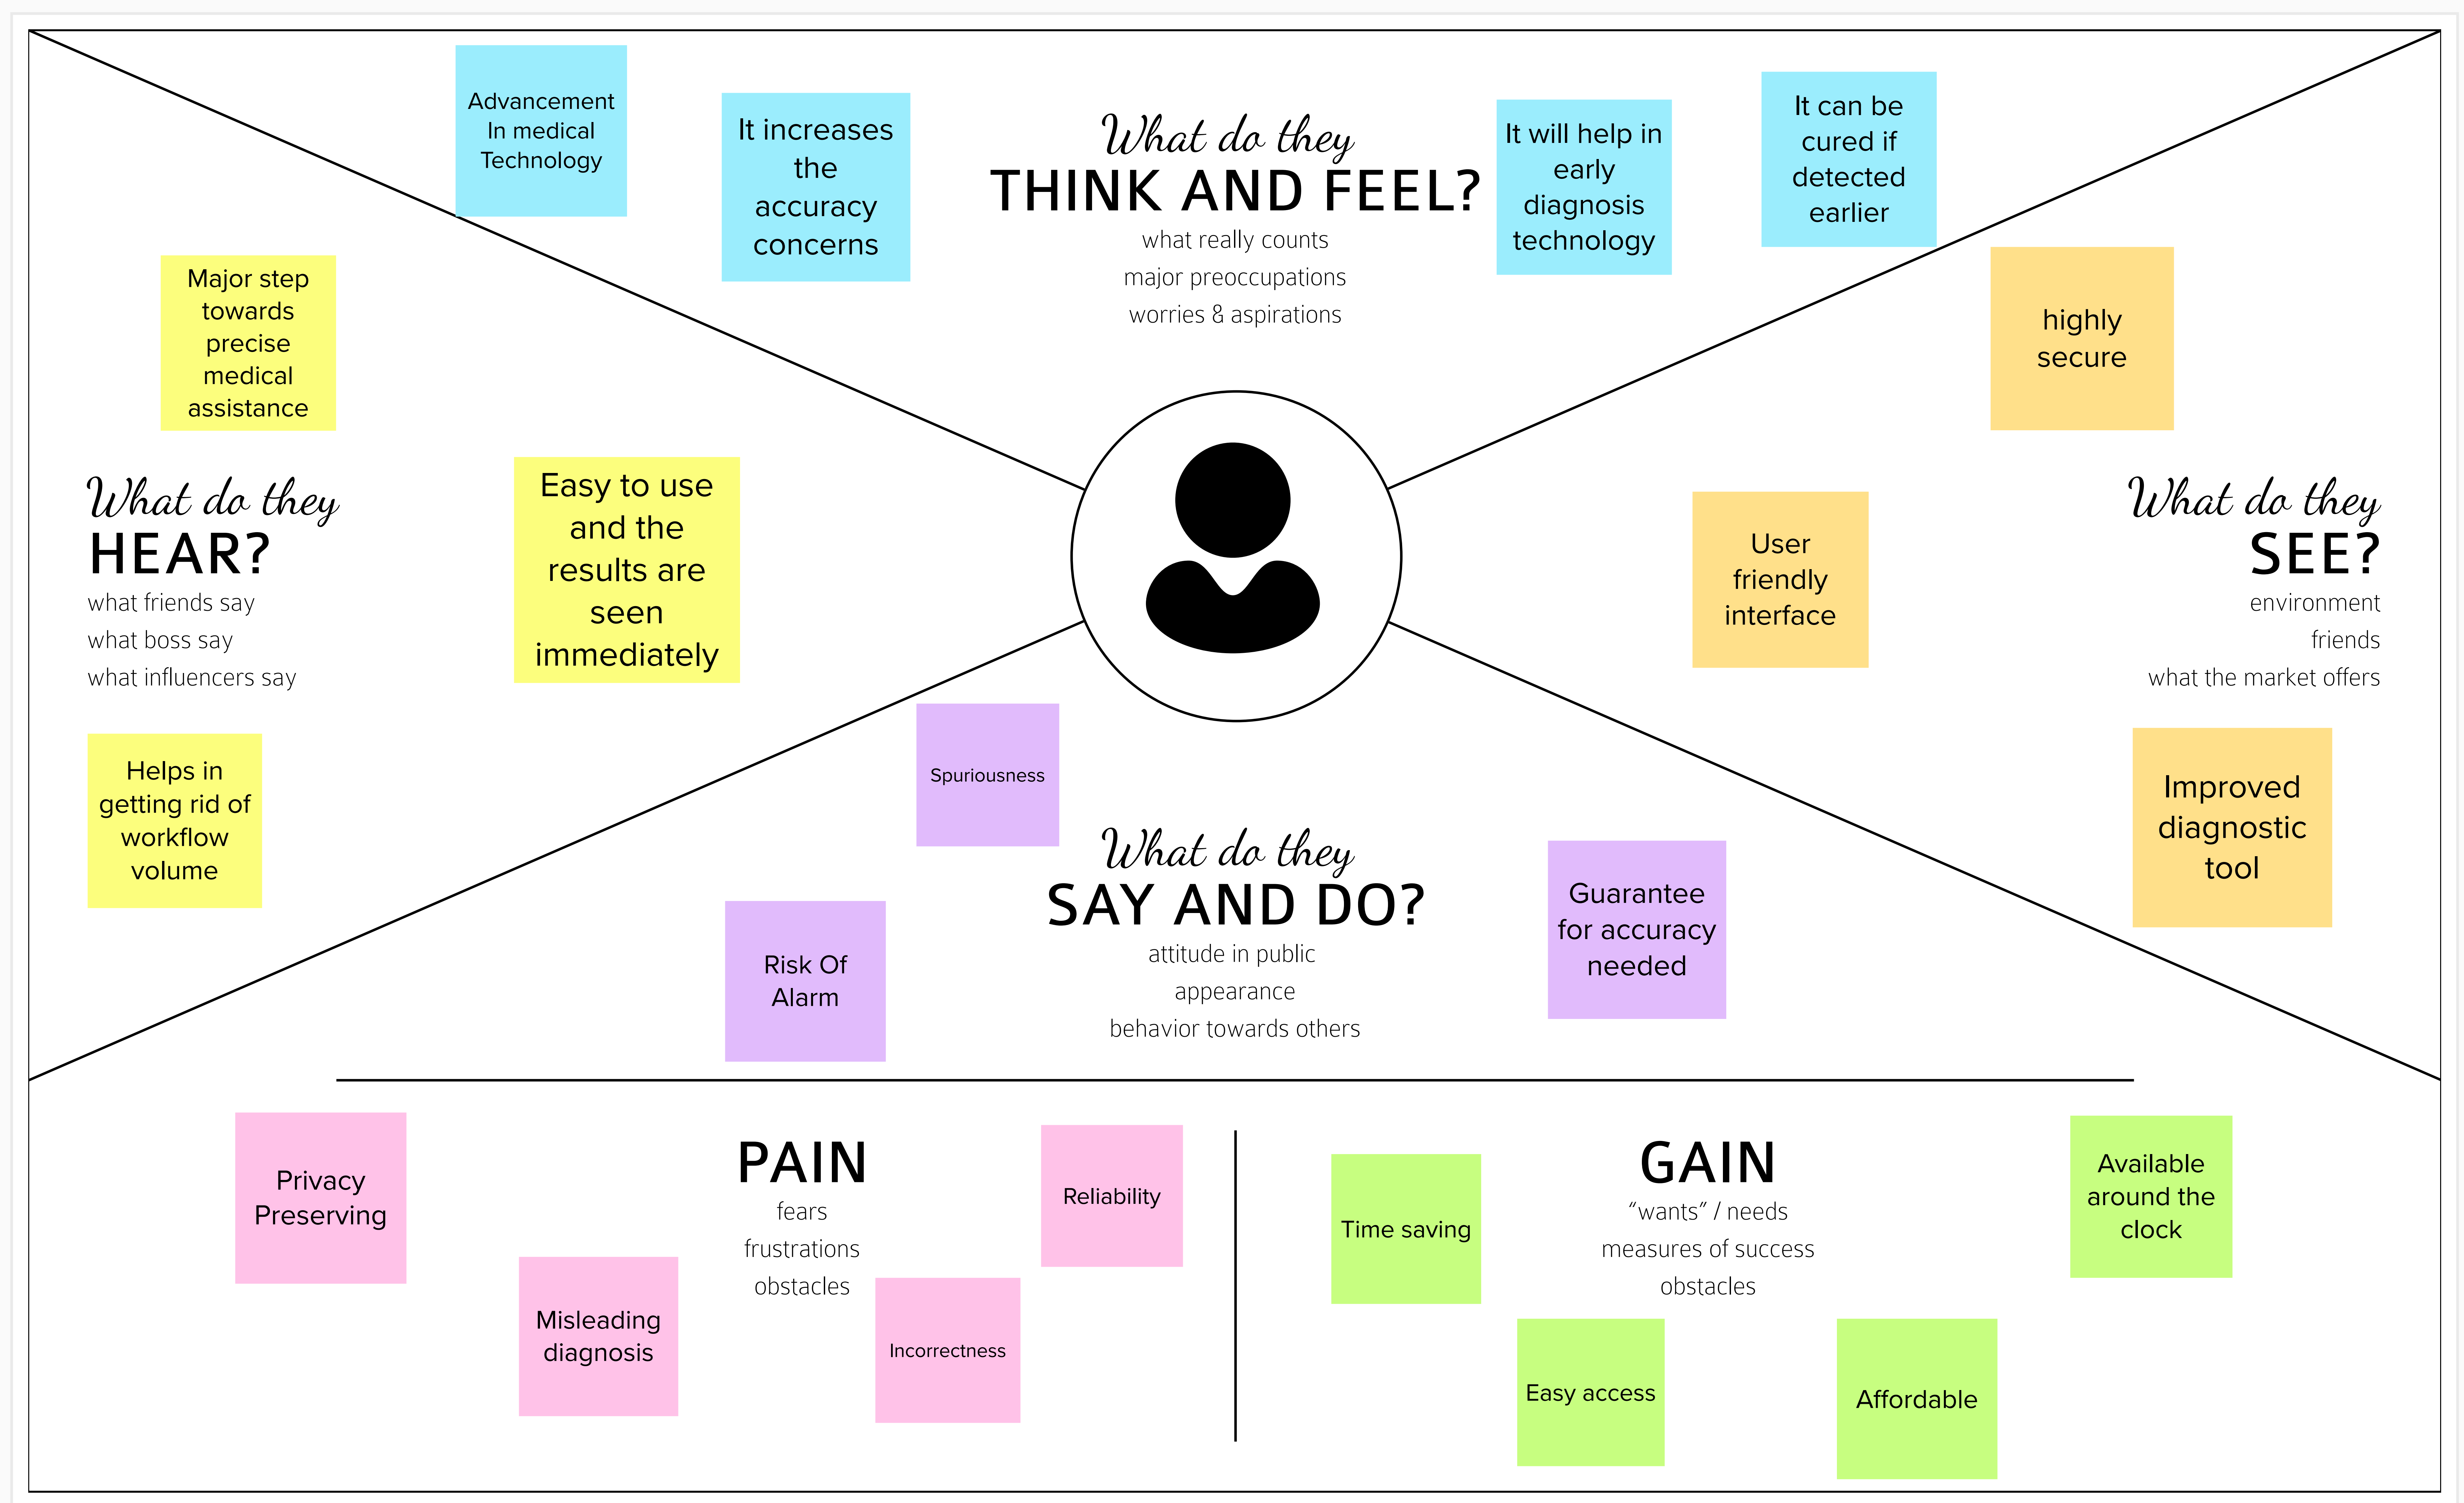 What do they
THINK AND FEEL?
what really counts
major preoccupations
worries & aspirations
Advancement
In medical
Technology
It increases
the
accuracy
concerns
It will help in
early
diagnosis
technology
It can be
cured if
detected
earlier
What do they
HEAR?
what friends say
what boss say
what influencers say
Major step
towards
precise
medical
assistance
Easy to use
and the
results are
seen
immediately
Helps in
getting rid of
workflow
volume
What do they
SEE?
environment
friends
what the market offers
highly
secure
User
friendly
interface
Improved
diagnostic
tool
What do they
SAY AND DO?
attitude in public
appearance
behavior towards others
Spuriousness
Risk Of
Alarm
Guarantee
for accuracy
needed
PAIN
fears
frustrations
obstacles
Privacy
Preserving
Misleading
diagnosis
Incorrectness
Reliability
GAIN
“wants” / needs
measures of success
obstacles
Time saving
Easy access
Affordable
Available
around the
clock